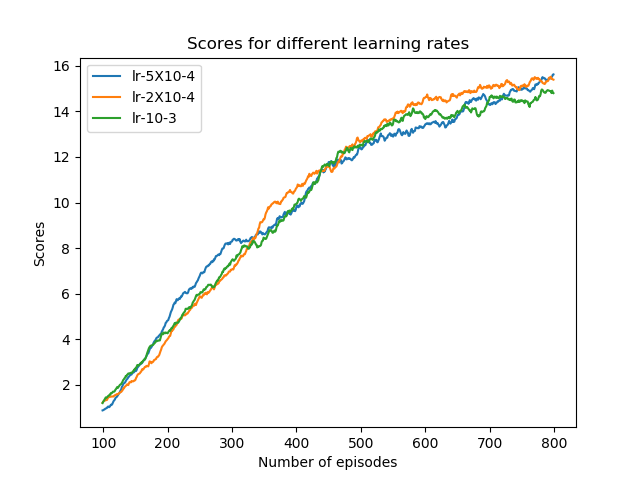 Scores for different learning rates
lr-5X10-4
lr-2X10-4
lr-10-3
16
14
12
10
8
6
4
2
Scores
100 200 300 400 500 600 700 800
Number of episodes